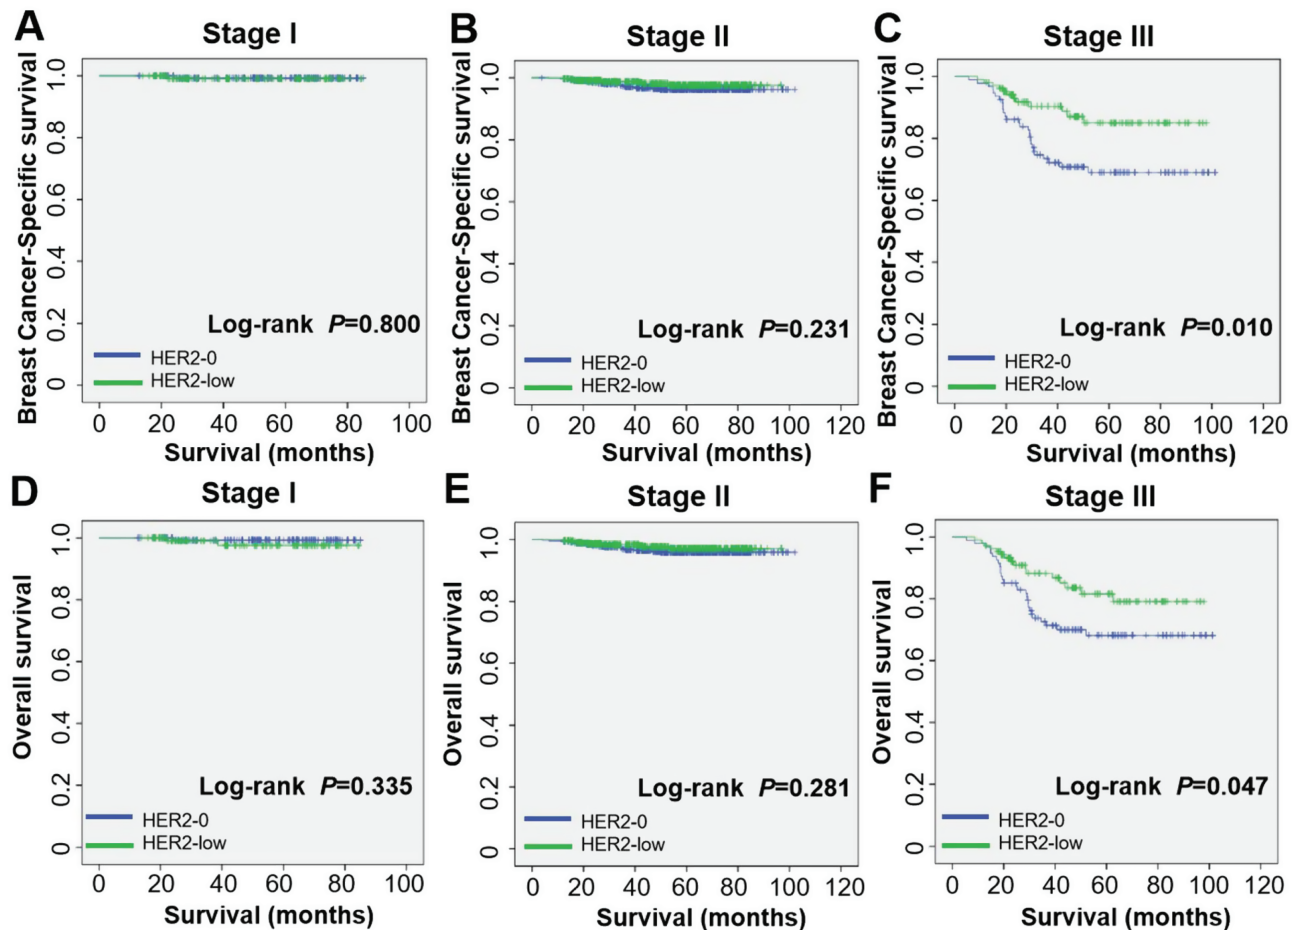 A
Stage I
Breast Cancer-Specific survival
1.0
0.8
0.6
0.4
0.2
0
Log-rank P=0.800
HER2-0
HER2-low
0 20 40 60 80 100
Survival (months)
B
Stage II
Breast Cancer-Specific survival
1.0
0.8
0.6
0.4
0.2
0
Log-rank P=0.231
HER2-0
HER2-low
0 20 40 60 80 100 120
Survival (months)
C
Stage III
Breast Cancer-Specific survival
1.0
0.8
0.6
0.4
0.2
0
Log-rank P=0.010
HER2-0
HER2-low
0 20 40 60 80 100 120
Survival (months)
D
Stage I
Overall survival
1.0
0.8
0.6
0.4
0.2
0
Log-rank P=0.335
HER2-0
HER2-low
0 20 40 60 80 100
Survival (months)
E
Stage II
Overall survival
1.0
0.8
0.6
0.4
0.2
0
Log-rank P=0.281
HER2-0
HER2-low
0 20 40 60 80 100 120
Survival (months)
F
Stage III
Overall survival
1.0
0.8
0.6
0.4
0.2
0
Log-rank P=0.047
HER2-0
HER2-low
0 20 40 60 80 100 120
Survival (months)